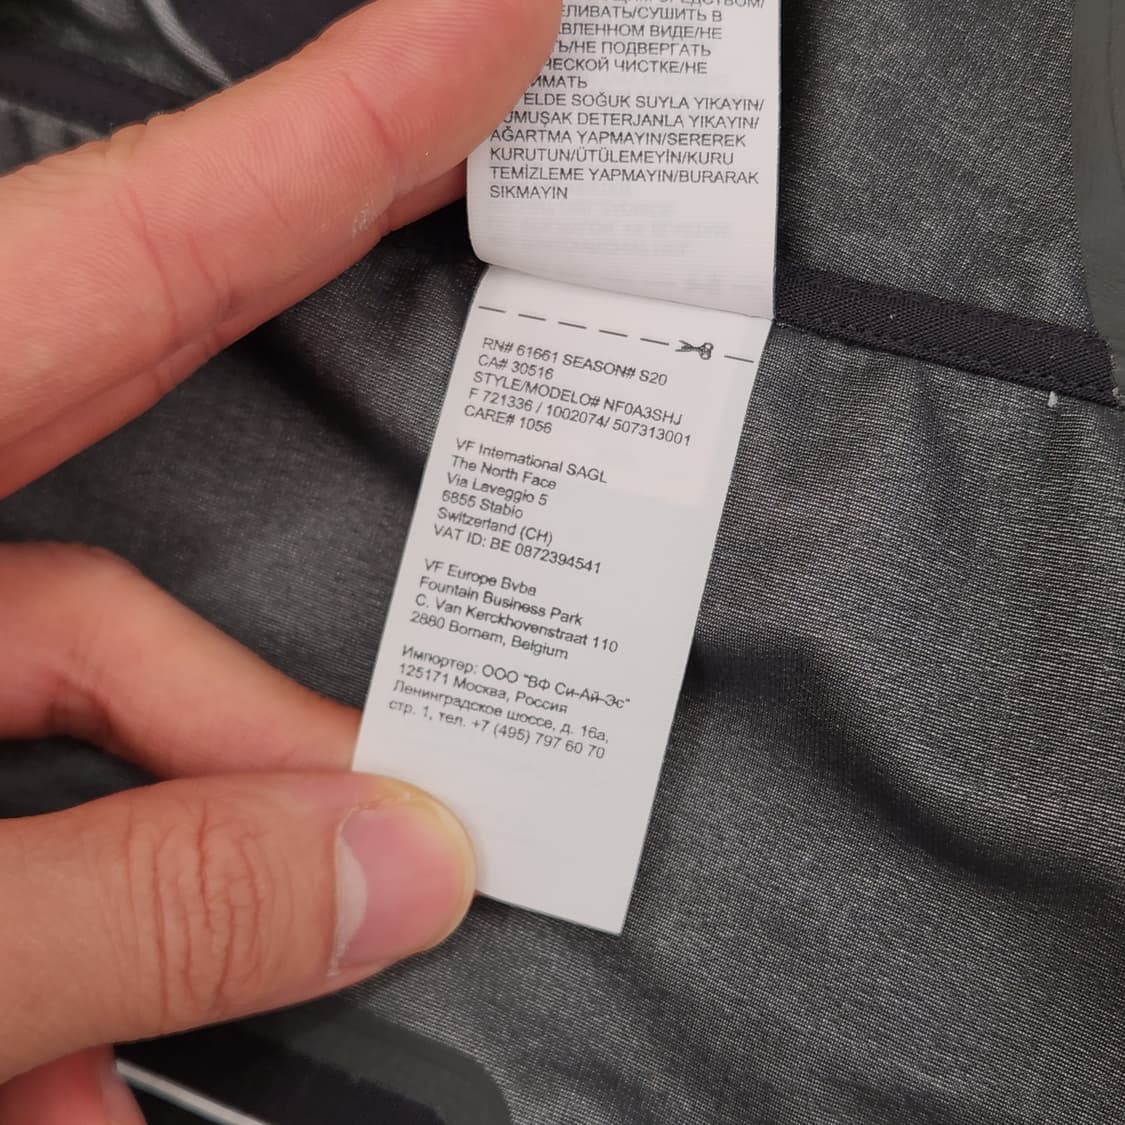 ЕЛИВАТЬ/СУШИТЬ В
АВЛЕННОМ ВИДЕ/НЕ
Ь/НЕ ПОДВЕРГАТЬ
ЧЕСКОЙ ЧИСТКЕ/НЕ
ИМАТЬ
ELDE SOĞUK SUYLA YIKAYIN/
UMUŞAK DETERJANLA YIKAYIN/
AĞARTMA YAPMAYIN/SEREREK
KURUTUN/ÜTÜLEMEYİN/KURU
TEMİZLEME YAPMAYIN/BURARAK
SIKMAYIN
RN# 61661 SEASON# S20
CA# 30516
STYLE/MODELO# NF0A3SHJ
F 721336 / 1002074/ 507313001
CARE# 1056
VF International SAGL
The North Face
Via Laveggio 5
6855 Stabio
Switzerland (CH)
VAT ID: BE 0872394541
VF Europe Bvba
Fountain Business Park
C. Van Kerckhovenstraat 110
2880 Bornem, Belgium
Импортер: ООО "ВФ Си-Ай-Эс"
125171 Москва, Россия
Ленинградское шоссе, д. 16а,
стр. 1, тел. +7 (495) 797 60 70